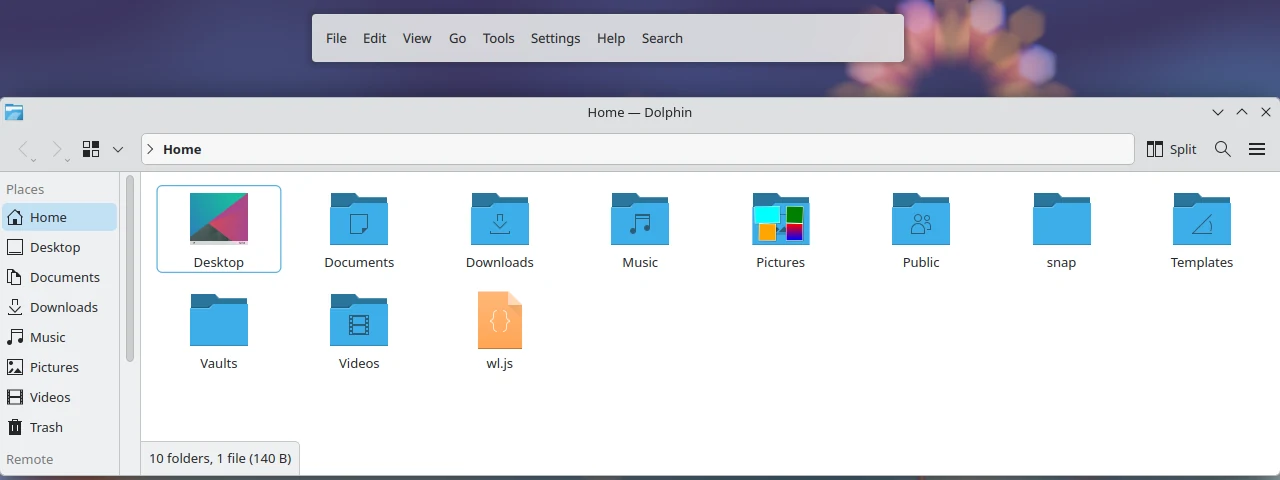 File Edit View Go Tools Settings Help Search
Home — Dolphin
Home
Split
Places
Home
Desktop
Documents
Downloads
Music
Pictures
Videos
Trash
Remote
Desktop Documents Downloads Music Pictures Public snap Templates
Vaults Videos wl.js
10 folders, 1 file (140 B)